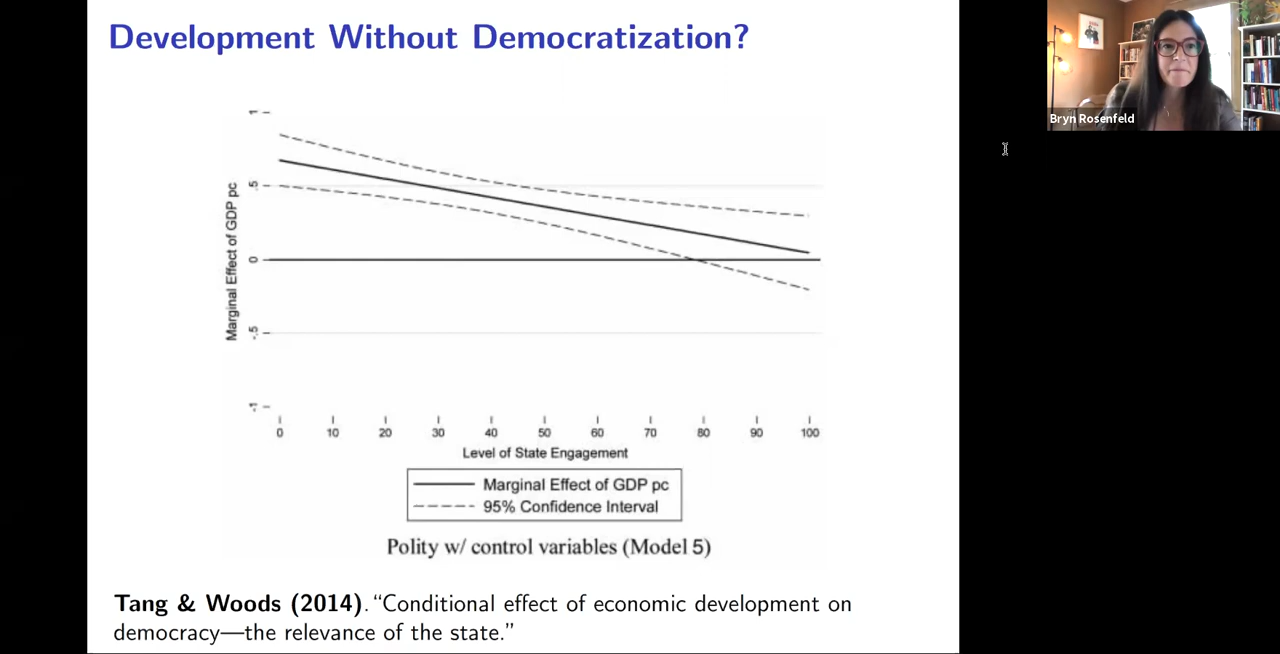 Development Without Democratization?
Bryn Rosenfeld
Marginal Effect of GDP pc
1
.5
0
-.5
-1
0 10 20 30 40 50 60 70 80 90 100
Level of State Engagement
Marginal Effect of GDP pc
95% Confidence Interval
Polity w/ control variables (Model 5)
Tang & Woods (2014). “Conditional effect of economic development on
democracy—the relevance of the state.”